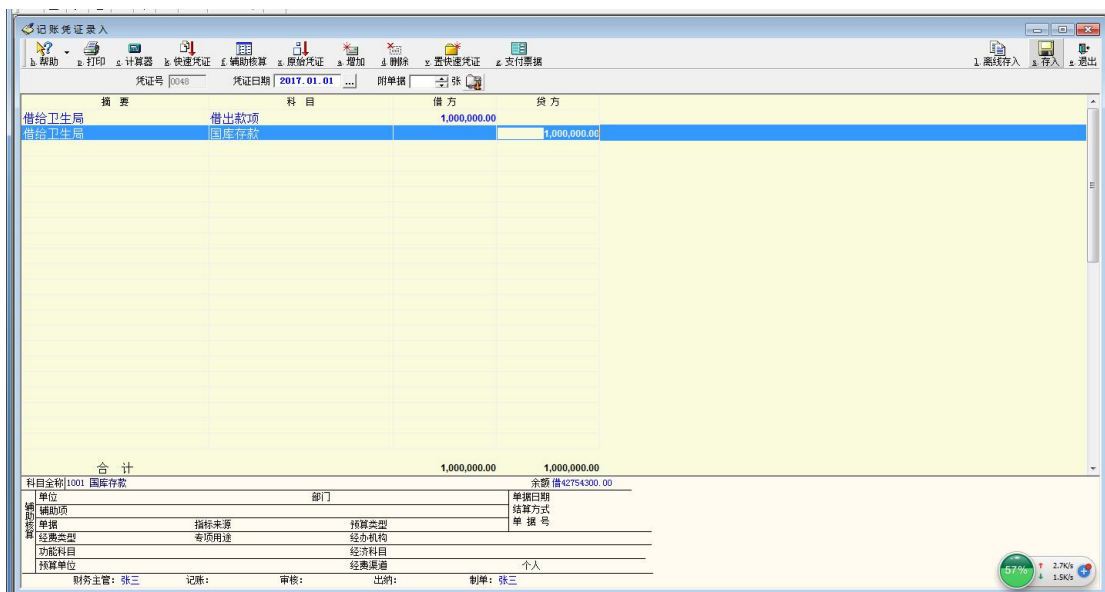 记账凭证录入
h.帮助 p.打印 c.计算器 k.快速凭证 f.辅助核算 z.原始凭证 a.增加 d.删除 v.置快速凭证 z.支付票据 l.离线存入 s.存入 e.退出
凭证号 0048 凭证日期 2017.01.01 ... 附单据 张
摘 要 科 目 借 方 贷 方
借给卫生局 借出款项 1,000,000.00
借给卫生局 国库存款 1,000,000.00
合 计 1,000,000.00 1,000,000.00
科目全称 1001 国库存款 余额 借42754300.00
辅助核算
单位 部门 单据日期
辅助项 结算方式
单据 指标来源 预算类型 单 据 号
经费类型 专项用途 经办机构
功能科目 经济科目
预算单位 经费渠道 个人
财务主管: 张三 记账: 审核: 出纳: 制单: 张三
57% ↑ 2.7K/s
↓ 1.5K/s